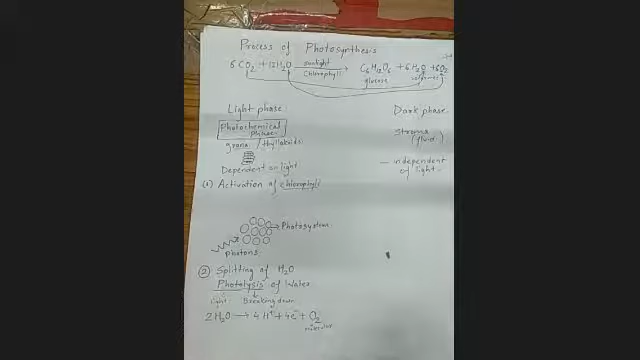 Process of Photosynthesis
6CO2 + 12H2O sunlight → C6H12O6 + 6H2O + 6O2
Chlorophyll glucose
Light phase
Dark phase
Photochemical Phase
Stroma (fluid)
grana / Thyllakoids
Dependent on light
— independent of light
(1) Activation of chlorophyll
Photosystem
Photons
(2) Splitting of H2O
Photolysis of Water
light Breaking down
2H2O → 4H+ + 4e- + O2
molecular